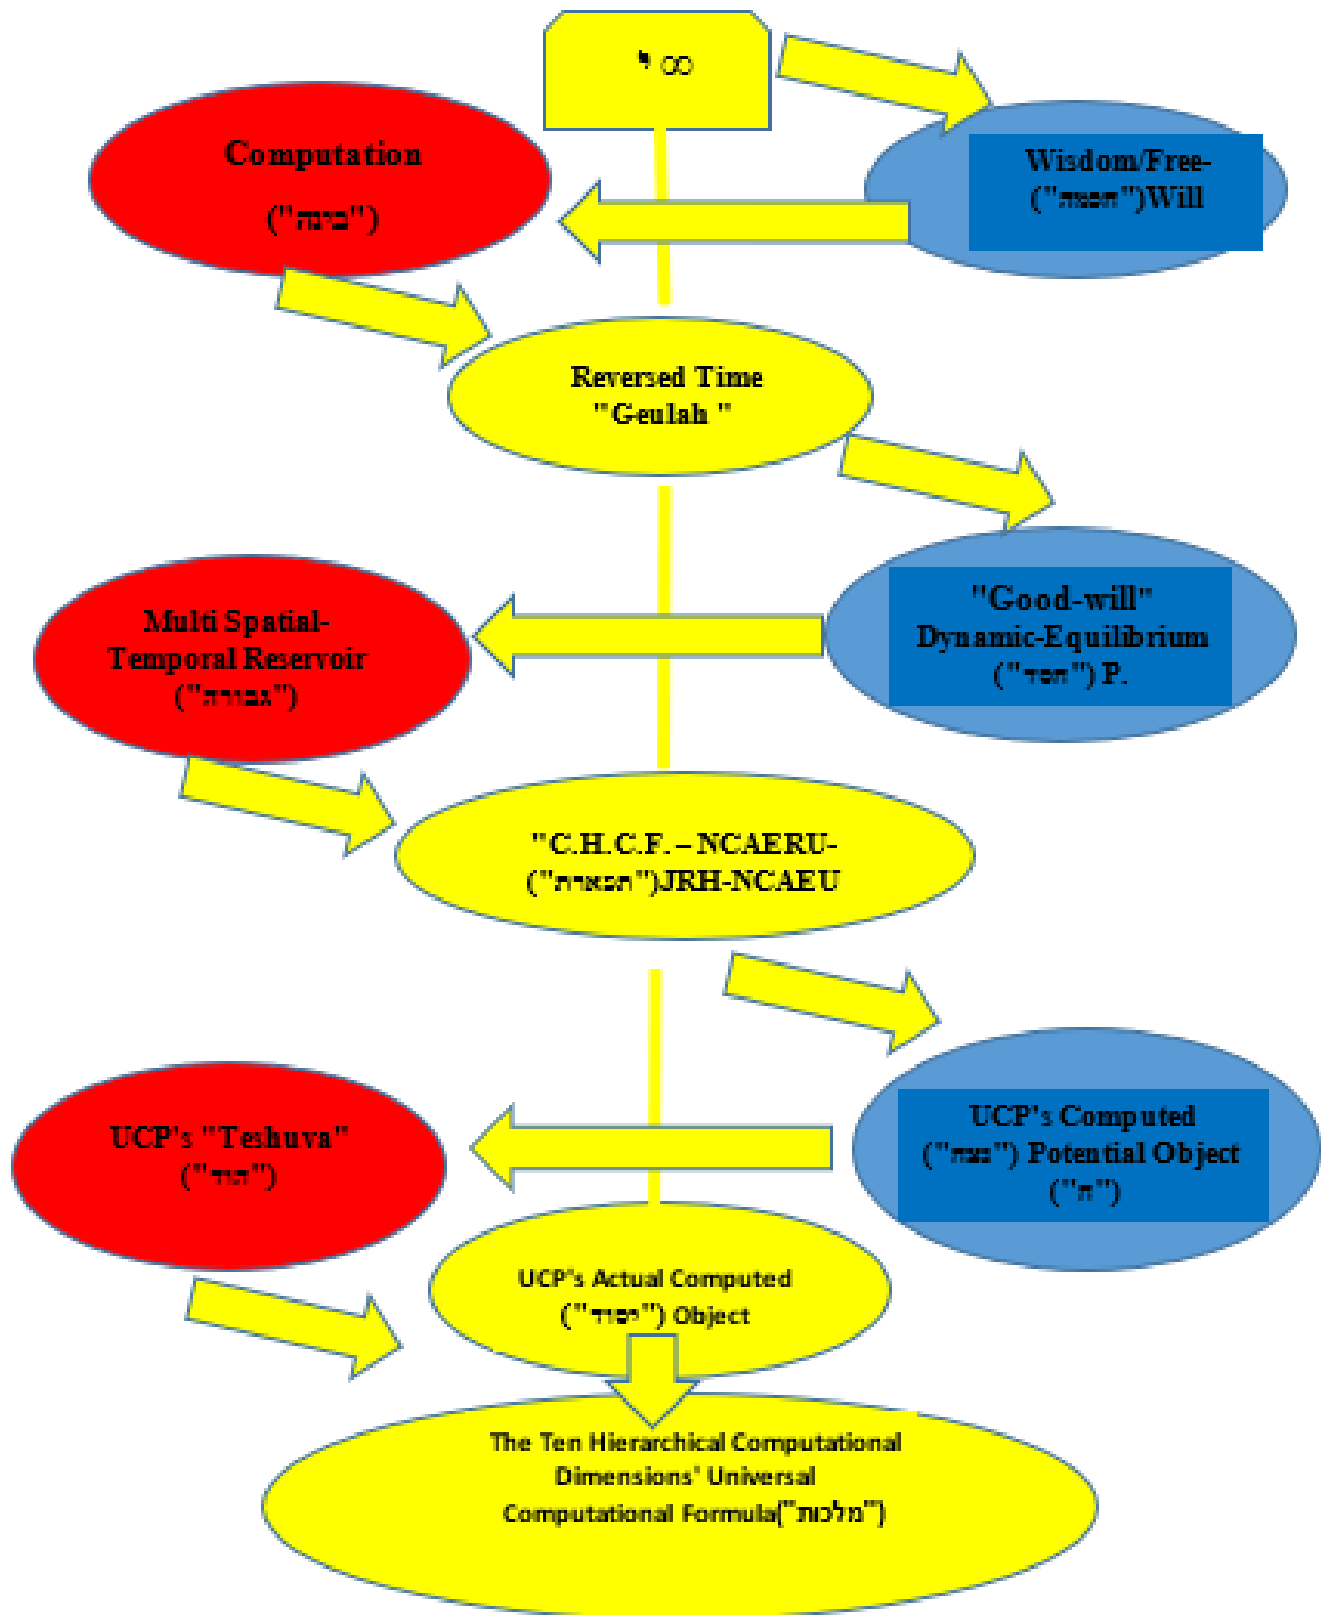 י ∞
Computation
("בינה")
Wisdom/Free-
("חכמה")Will
Reversed Time
"Geulah "
"Good-will"
Dynamic-Equilibrium
("חסד") P.
Multi Spatial-
Temporal Reservoir
("גבורה")
"C.H.C.F. – NCAERU-
("תפארת")JRH-NCAEU
UCP's Computed
("נצח") Potential Object
UCP's "Teshuva"
("הוד")
UCP's Actual Computed
("יסוד") Object
The Ten Hierarchical Computational
Dimensions' Universal
Computational Formula("מלכות")